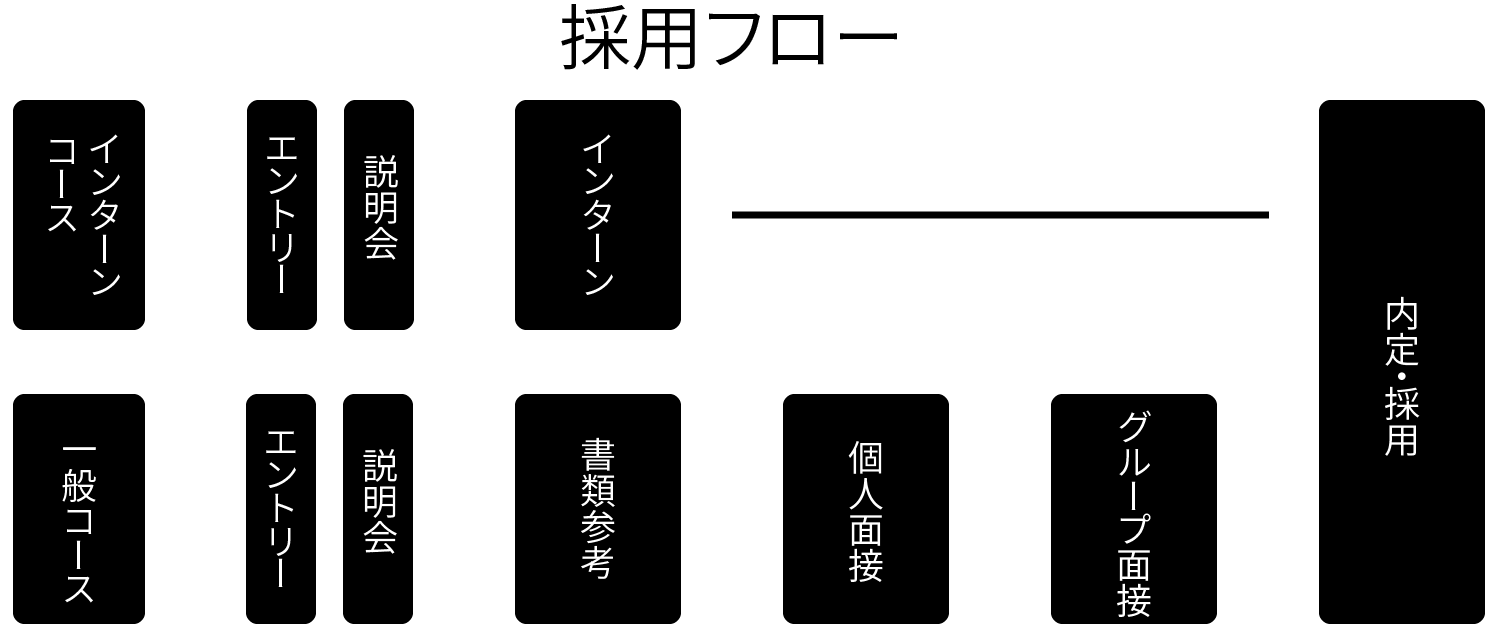 採用フロー
インターン
コース
エントリー
説明会
インターン
内定・採用
一般コース
エントリー
説明会
書類参考
個人面接
グループ面接